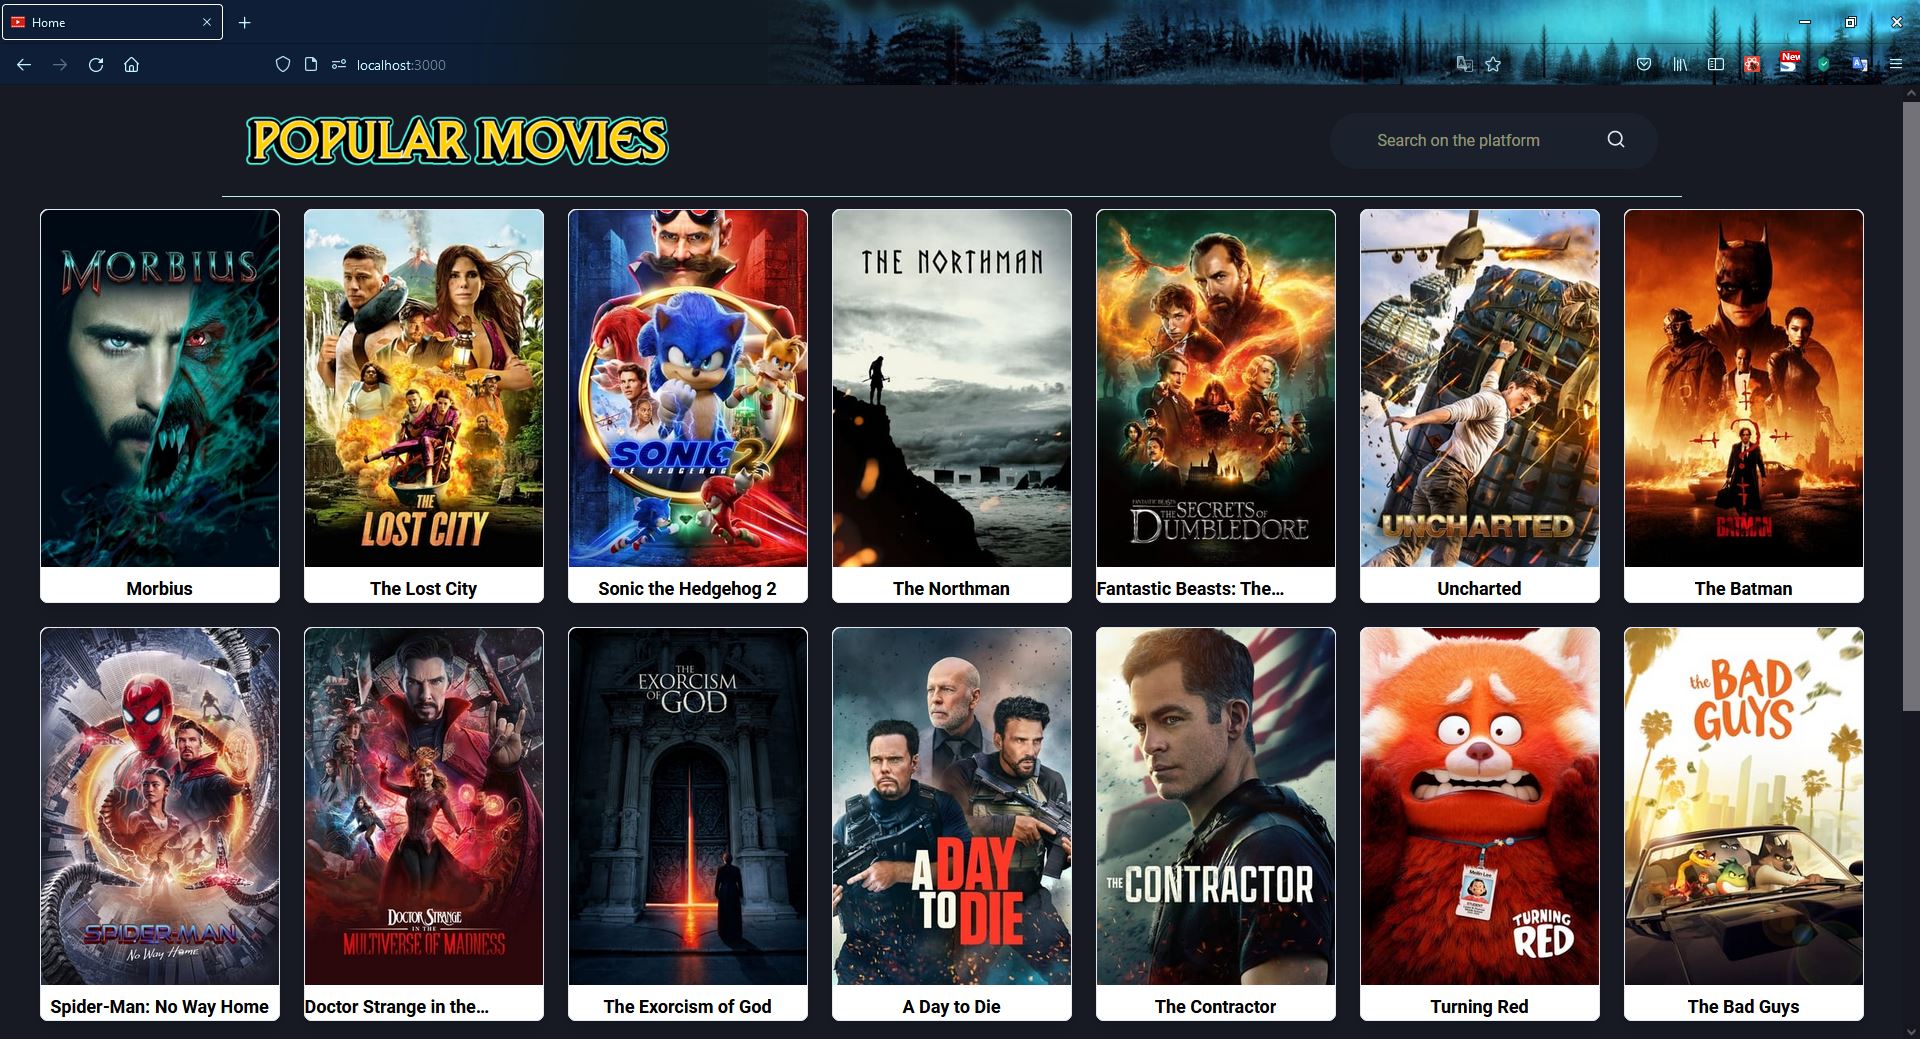 Home
New
localhost:3000
POPULAR MOVIES
Search on the platform
MORBIUS
THE
LOST CITY
SONIC 2
THE HEDGEHOG
THE NORTHMAN
FANTASTIC BEASTS
THE SECRETS OF
DUMBLEDORE
UNCHARTED
THE
BATMAN
Morbius
The Lost City
Sonic the Hedgehog 2
The Northman
Fantastic Beasts: The...
Uncharted
The Batman
SPIDER-MAN
No Way Home
DOCTOR STRANGE
IN THE
MULTIVERSE OF MADNESS
THE
EXORCISM
OF GOD
A DAY
TO DIE
THE CONTRACTOR
Meilin Lee
STUDENT
TURNING
RED
the BAD
GUYS
Spider-Man: No Way Home
Doctor Strange in the...
The Exorcism of God
A Day to Die
The Contractor
Turning Red
The Bad Guys